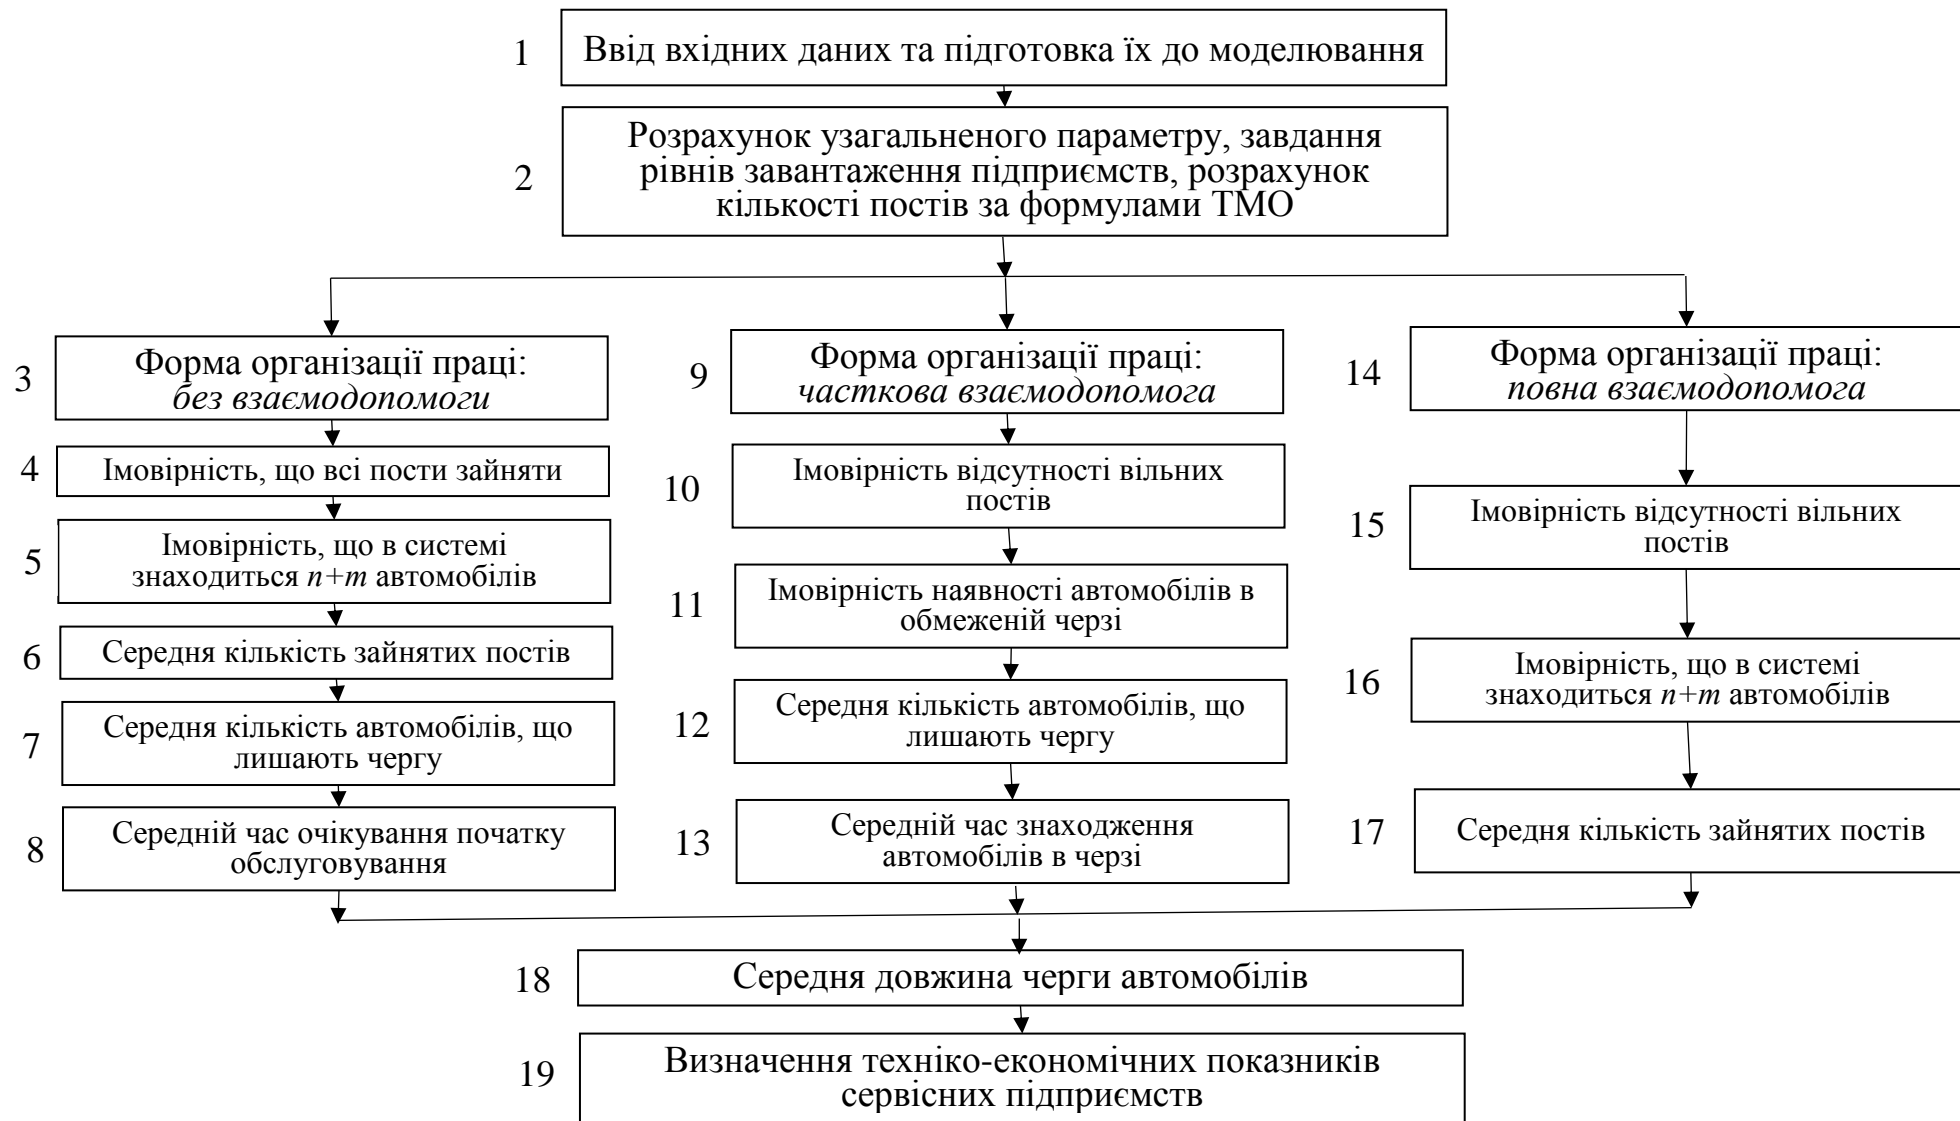 1
Ввід вхідних даних та підготовка їх до моделювання
2
Розрахунок узагальненого параметру, завдання
рівнів завантаження підприємств, розрахунок
кількості постів за формулами ТМО
3
Форма організації праці:
без взаємодопомоги
4
Імовірність, що всі пости зайняти
5
Імовірність, що в системі
знаходиться n+m автомобілів
6
Середня кількість зайнятих постів
7
Середня кількість автомобілів, що
лишають чергу
8
Середній час очікування початку
обслуговування
9
Форма організації праці:
часткова взаємодопомога
10
Імовірність відсутності вільних
постів
11
Імовірність наявності автомобілів в
обмеженій черзі
12
Середня кількість автомобілів, що
лишають чергу
13
Середній час знаходження
автомобілів в черзі
14
Форма організації праці:
повна взаємодопомога
15
Імовірність відсутності вільних
постів
16
Імовірність, що в системі
знаходиться n+m автомобілів
17
Середня кількість зайнятих постів
18
Середня довжина черги автомобілів
19
Визначення техніко-економічних показників
сервісних підприємств